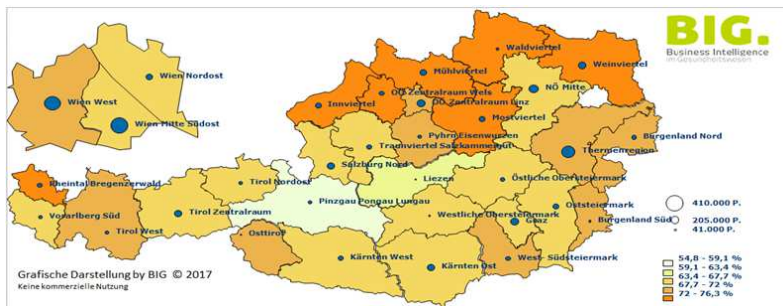 BIG.
Business Intelligence
im Gesundheitswesen
Waldviertel
Mühlviertel
Weinviertel
Wien Nordost
Wien West
Wien Mitte Südost
OÖ Zentralraum Wels
NÖ Mitte
Innviertel
OÖ Zentralraum Linz
Mostviertel
Pyhrn Eisenwurzen
Burgenland Nord
Traunviertel Salzkammergut
Thermenregion
Salzburg Nord
Rheintal Bregenzerwald
Tirol Nordost
Liezen
Östliche Obersteiermark
Pinzgau Pongau Lungau
410.000 P.
Vorarlberg Süd
Tirol Zentralraum
Oststeiermark
205.000 P.
Westliche Obersteiermark
Graz
Burgenland Süd
41.000 P.
Tirol West
Osttirol
Kärnten West
West- Südsteiermark
Kärnten Ost
54,8 - 59,1 %
59,1 - 63,4 %
63,4 - 67,7 %
67,7 - 72 %
72 - 76,3 %
Grafische Darstellung by BIG © 2017
Keine kommerzielle Nutzung